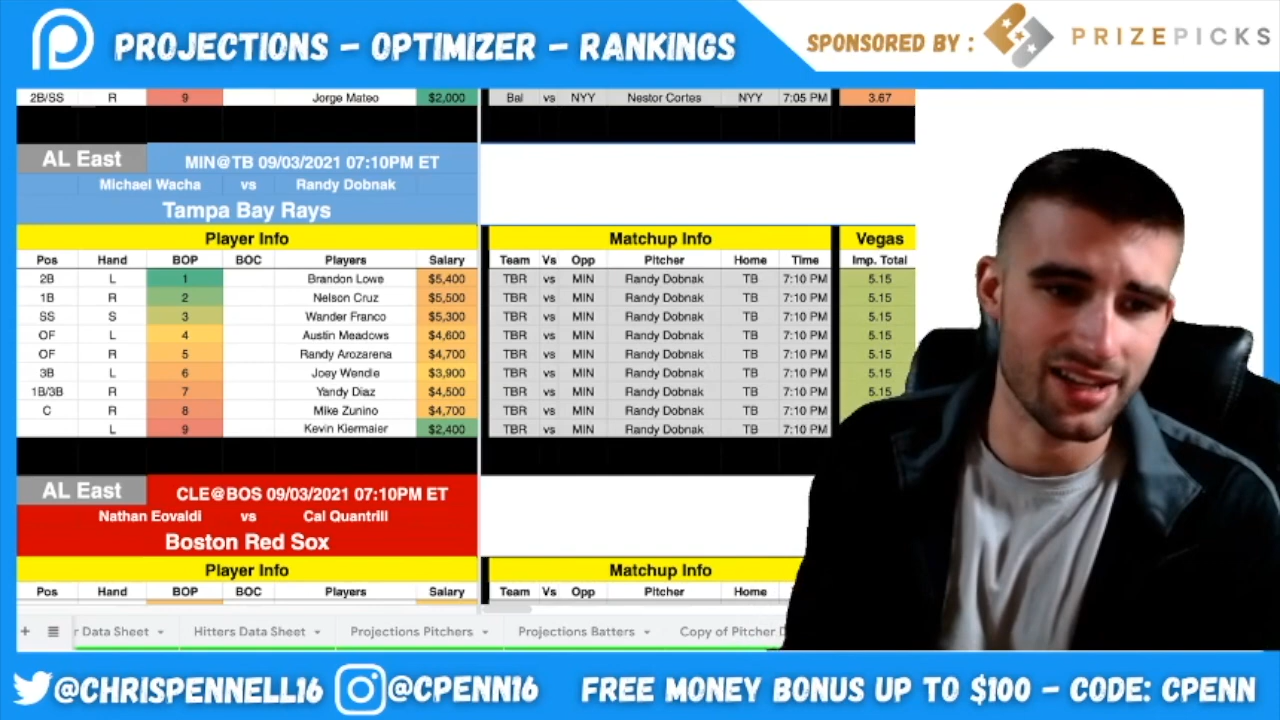 PROJECTIONS – OPTIMIZER – RANKINGS
SPONSORED BY : PRIZEPICKS
2B/SS R 9 Jorge Mateo $2,000 Bal vs NYY Nestor Cortes NYY 7:05 PM 3.67
AL East MIN@TB 09/03/2021 07:10PM ET
Michael Wacha vs Randy Dobnak
Tampa Bay Rays
Player Info Matchup Info Vegas
Pos Hand BOP BOC Players Salary Team Vs Opp Pitcher Home Time Imp. Total
2B L 1 Brandon Lowe $5,400 TBR vs MIN Randy Dobnak TB 7:10 PM 5.15
1B R 2 Nelson Cruz $5,500 TBR vs MIN Randy Dobnak TB 7:10 PM 5.15
SS S 3 Wander Franco $5,300 TBR vs MIN Randy Dobnak TB 7:10 PM 5.15
OF L 4 Austin Meadows $4,600 TBR vs MIN Randy Dobnak TB 7:10 PM 5.15
OF R 5 Randy Arozarena $4,700 TBR vs MIN Randy Dobnak TB 7:10 PM 5.15
3B L 6 Joey Wendle $3,900 TBR vs MIN Randy Dobnak TB 7:10 PM 5.15
1B/3B R 7 Yandy Diaz $4,500 TBR vs MIN Randy Dobnak TB 7:10 PM 5.15
C R 8 Mike Zunino $4,700 TBR vs MIN Randy Dobnak TB 7:10 PM
L 9 Kevin Kiermaier $2,400 TBR vs MIN Randy Dobnak TB 7:10 PM
AL East CLE@BOS 09/03/2021 07:10PM ET
Nathan Eovaldi vs Cal Quantrill
Boston Red Sox
Player Info Matchup Info
Pos Hand BOP BOC Players Salary Team Vs Opp Pitcher Home
+ r Data Sheet Hitters Data Sheet Projections Pitchers Projections Batters Copy of Pitcher D
@CHRISPENNELL16 @CPENN16 FREE MONEY BONUS UP TO $100 – CODE: CPENN